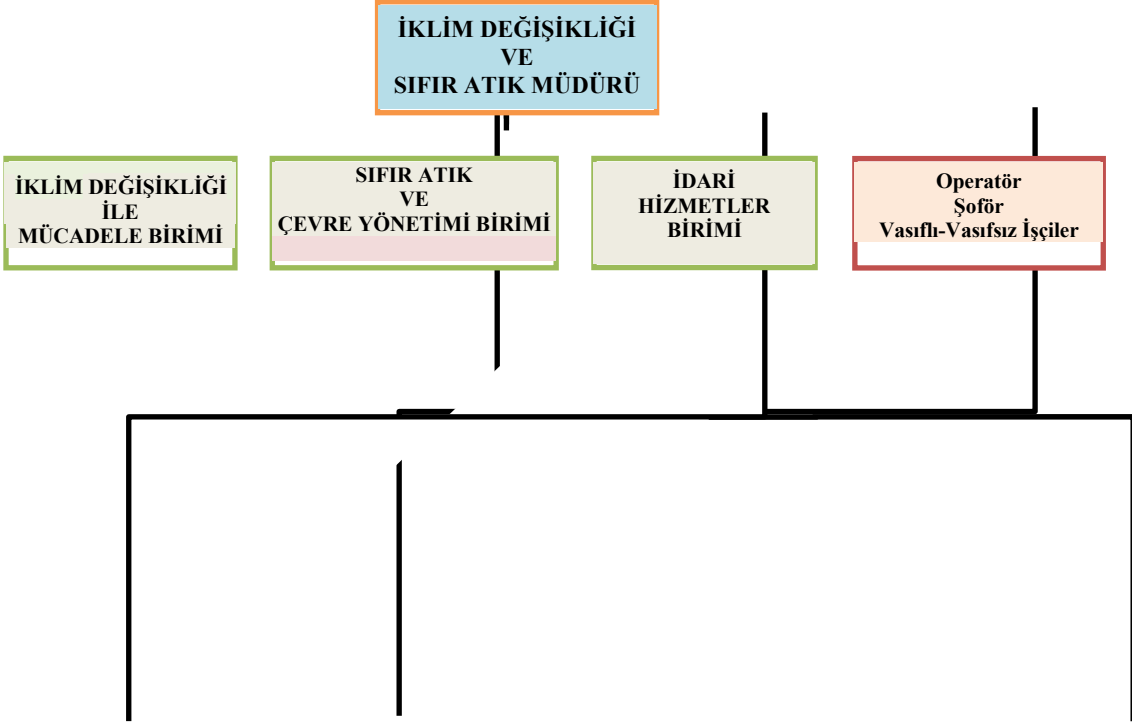 İKLİM DEĞİŞİKLİĞİ
VE
SIFIR ATIK MÜDÜRÜ
İKLİM DEĞİŞİKLİĞİ
İLE
MÜCADELE BİRİMİ
SIFIR ATIK
VE
ÇEVRE YÖNETİMİ BİRİMİ
İDARİ
HİZMETLER
BİRİMİ
Operatör
Şoför
Vasıflı-Vasıfsız İşçiler